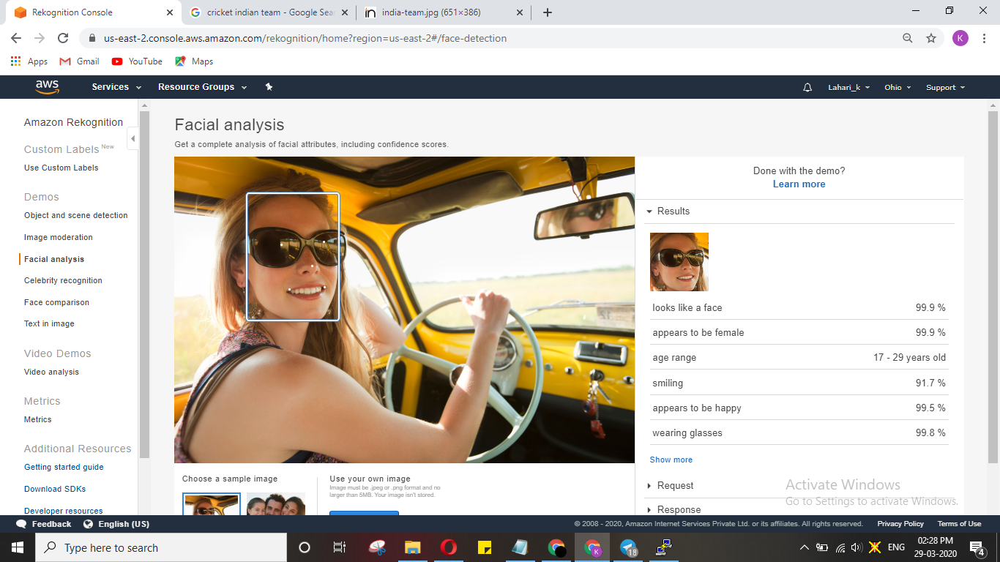 Rekognition Console
cricket indian team - Google Sea
india-team.jpg (651×386)
us-east-2.console.aws.amazon.com/rekognition/home?region=us-east-2#/face-detection
K
Apps
Gmail
YouTube
Maps
aws
Services
Resource Groups
Lahari_k
Ohio
Support
Amazon Rekognition
Custom Labels New
Use Custom Labels
Demos
Object and scene detection
Image moderation
Facial analysis
Celebrity recognition
Face comparison
Text in image
Video Demos
Video analysis
Metrics
Metrics
Additional Resources
Getting started guide
Download SDKs
Developer resources
Facial analysis
Get a complete analysis of facial attributes, including confidence scores.
Choose a sample image
Use your own image
Image must be .jpeg or .png format and no
larger than 5MB. Your image isn't stored.
Done with the demo?
Learn more
Results
looks like a face 99.9 %
appears to be female 99.9 %
age range 17 - 29 years old
smiling 91.7 %
appears to be happy 99.5 %
wearing glasses 99.8 %
Show more
Request
Response
Activate Windows
Go to Settings to activate Windows.
Feedback
English (US)
© 2008 - 2020, Amazon Internet Services Private Ltd. or its affiliates. All rights reserved.
Privacy Policy
Terms of Use
Type here to search
K
18
ENG
02:28 PM
29-03-2020
4